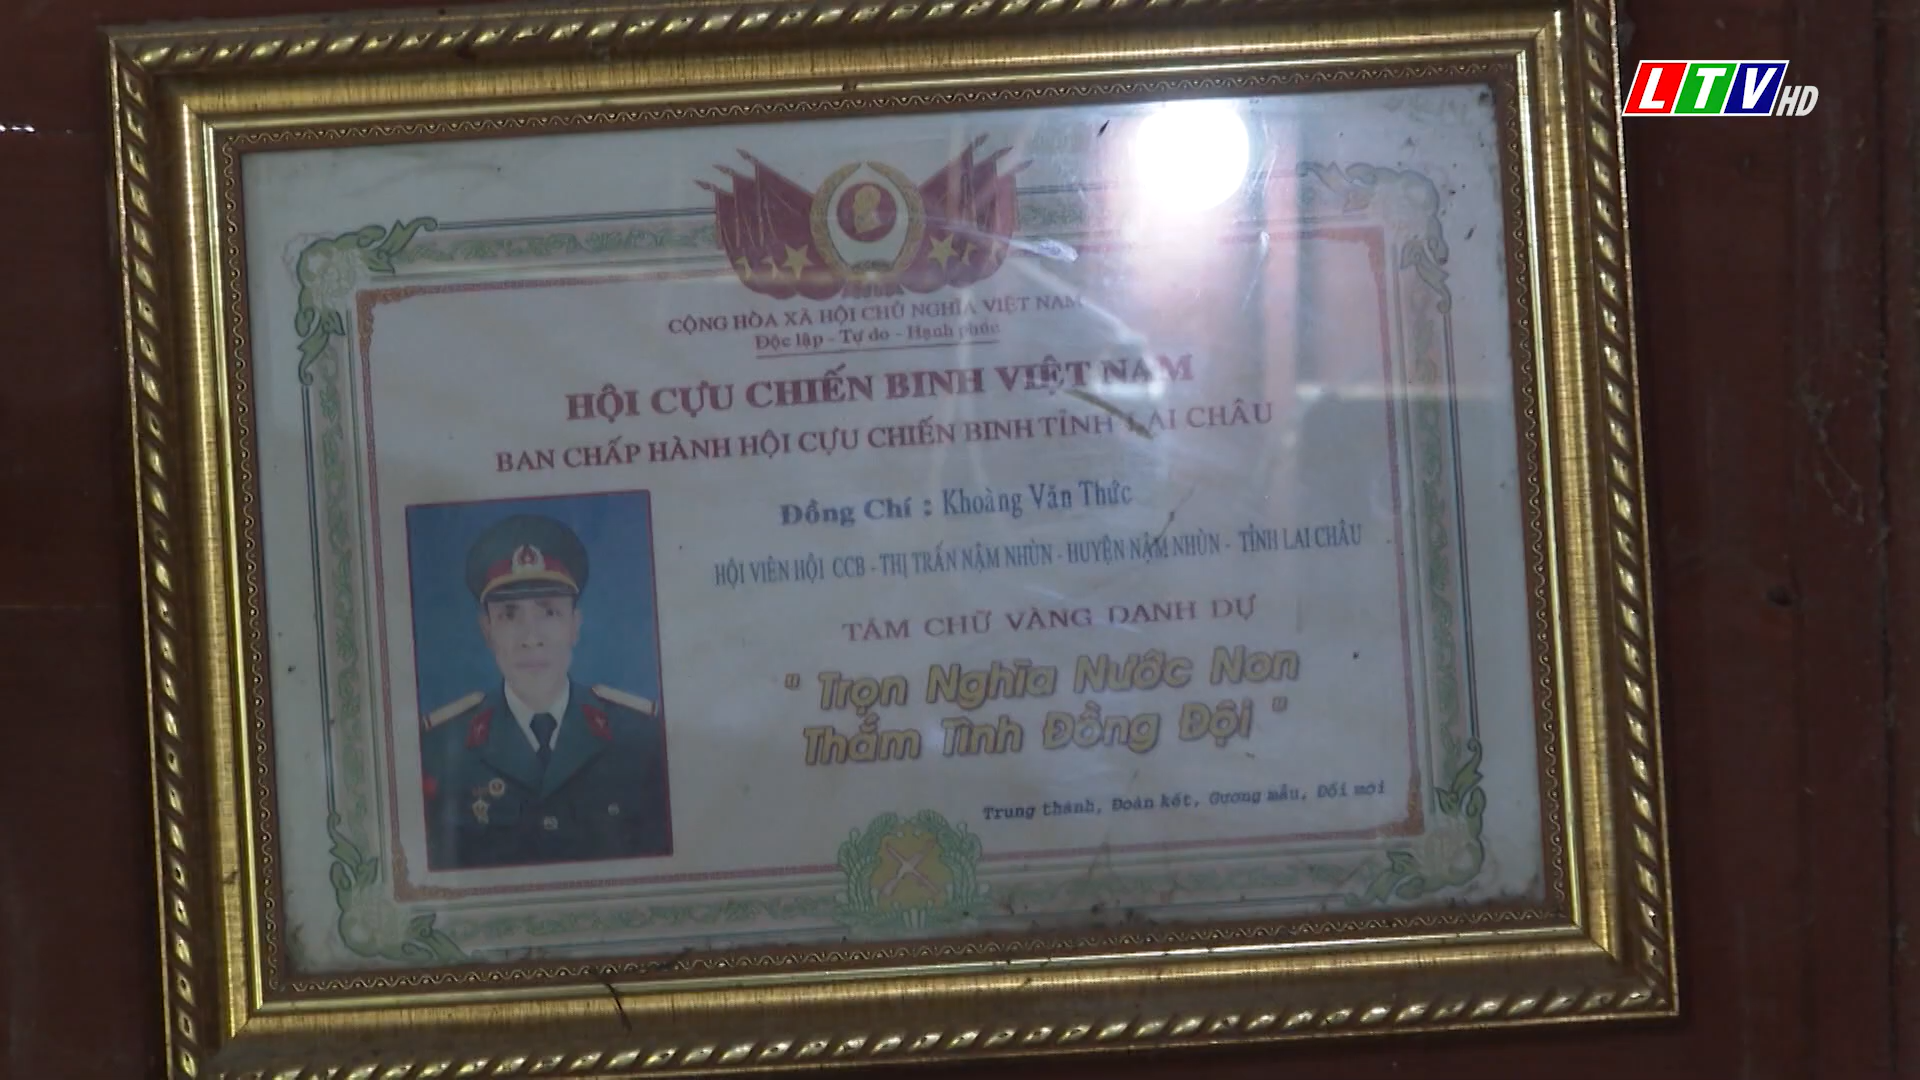 LTV HD
CỘNG HÒA XÃ HỘI CHỦ NGHĨA VIỆT NAM
Độc lập - Tự do - Hạnh phúc
HỘI CỰU CHIẾN BINH VIỆT NAM
BAN CHẤP HÀNH HỘI CỰU CHIẾN BINH TỈNH LAI CHÂU
Đồng Chí : Khoàng Văn Thức
HỘI VIÊN HỘI CCB - THỊ TRẤN NẬM NHÙN - HUYỆN NẬM NHÙN - TỈNH LAI CHÂU
TÁM CHỮ VÀNG DANH DỰ
" Trọn Nghĩa Nước Non
Thắm Tình Đồng Đội "
Trung thành, Đoàn kết, Gương mẫu, Đổi mới